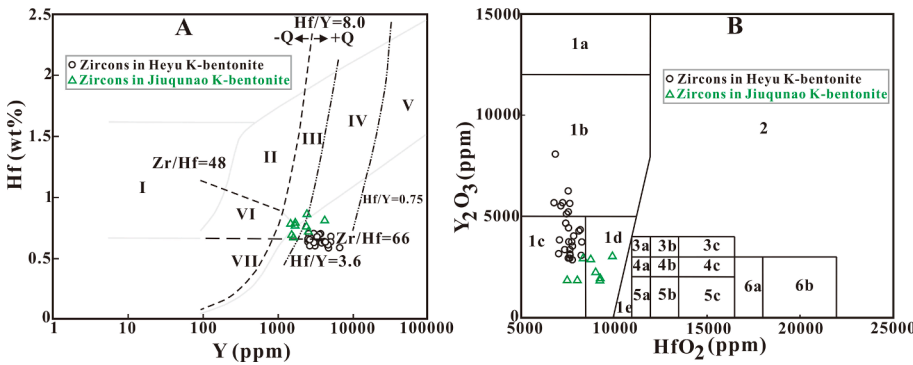 A
Hf/Y=8.0
-Q +Q
Zircons in Heyu K-bentonite
Zircons in Jiuqunao K-bentonite
2.5
2
1.5
1
0.5
0
Hf (wt%)
I
II
III
IV
V
VI
VII
Zr/Hf=48
Hf/Y=0.75
Zr/Hf=66
Hf/Y=3.6
1
10
100
1000
10000
100000
Y (ppm)
B
Zircons in Heyu K-bentonite
Zircons in Jiuqunao K-bentonite
15000
10000
5000
0
Y2O3 (ppm)
1a
1b
2
1c
1d
1e
3a 3b 3c
4a 4b 4c
5a 5b 5c
6a 6b
5000
10000
15000
20000
25000
HfO2 (ppm)